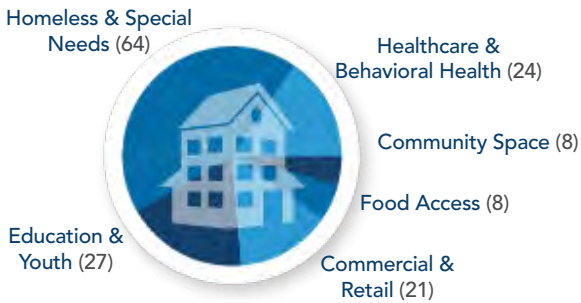 Homeless & Special
Needs (64)
Healthcare &
Behavioral Health (24)
Community Space (8)
Food Access (8)
Education &
Youth (27)
Commercial &
Retail (21)